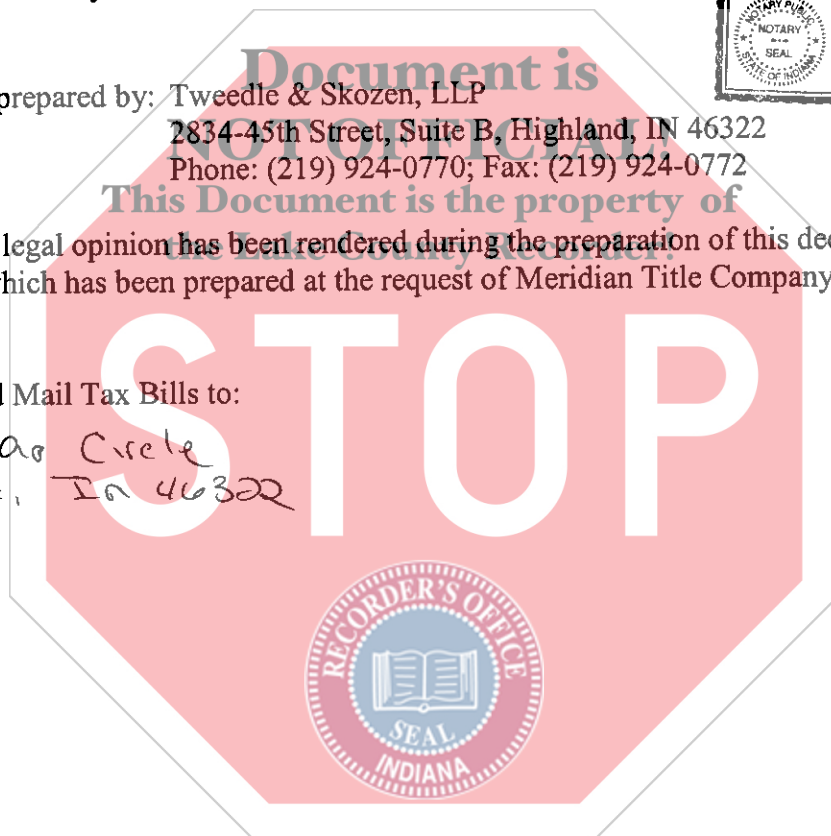 NOTARY PUBLIC
NOTARY
SEAL
STATE OF INDIANA
Document is
prepared by: Tweedle & Skozen, LLP
2834-45th Street, Suite B, Highland, IN 46322
NOT OFFICIAL!
Phone: (219) 924-0770; Fax: (219) 924-0772
This Document is the property of
legal opinion has been rendered during the preparation of this
the Lake County Recorder!
which has been prepared at the request of Meridian Title Company
STOP
Mail Tax Bills to:
Circle
In 46322
RECORDER'S OFFICE
SEAL
INDIANA